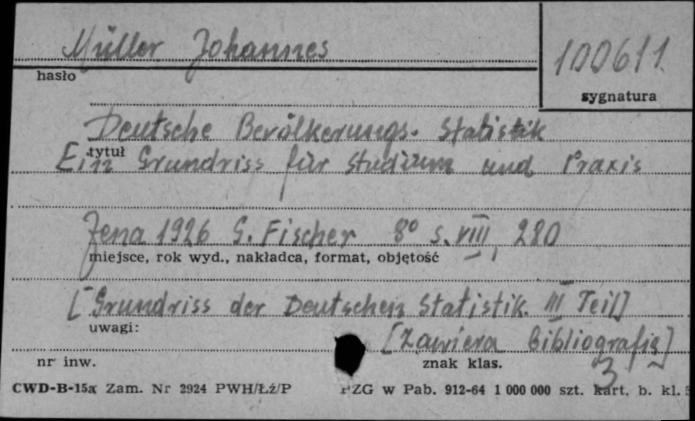 Müller Johannes
100611
hasło
sygnatura
Deutsche Bevölkerungs-Statistik
tytuł
Ein Grundriss für Studium und Praxis
Jena 1926 G. Fischer 8° s. VIII, 280
miejsce, rok wyd., nakładca, format, objętość
[Grundriss der Deutschen Statistik. III Teil]
uwagi:
[Zawiera bibliografię]
nr inw.
znak klas.
3
CWD-B-15a Zam. Nr 2924 PWH/Łż/P
PZG w Pab. 912-64 1 000 000 szt. kart. b. kl. 5